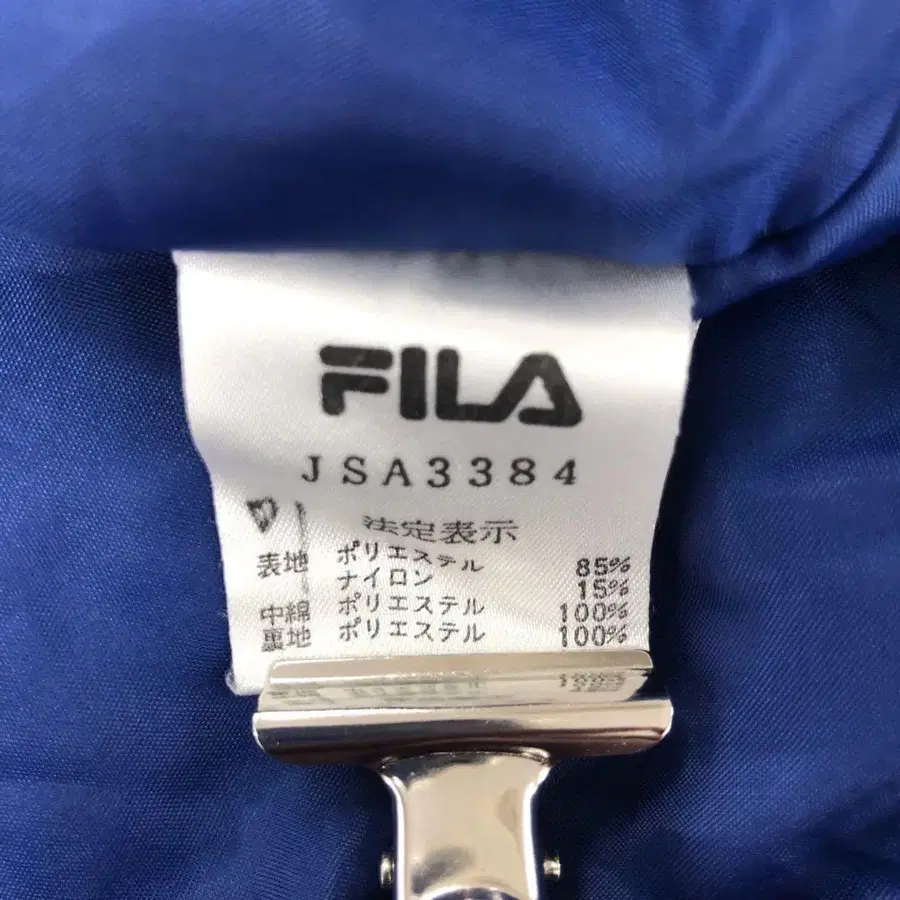 FILA
JSA3384
法定表示
表地 ポリエステル 85%
ナイロン 15%
中綿 ポリエステル 100%
裏地 ポリエステル 100%